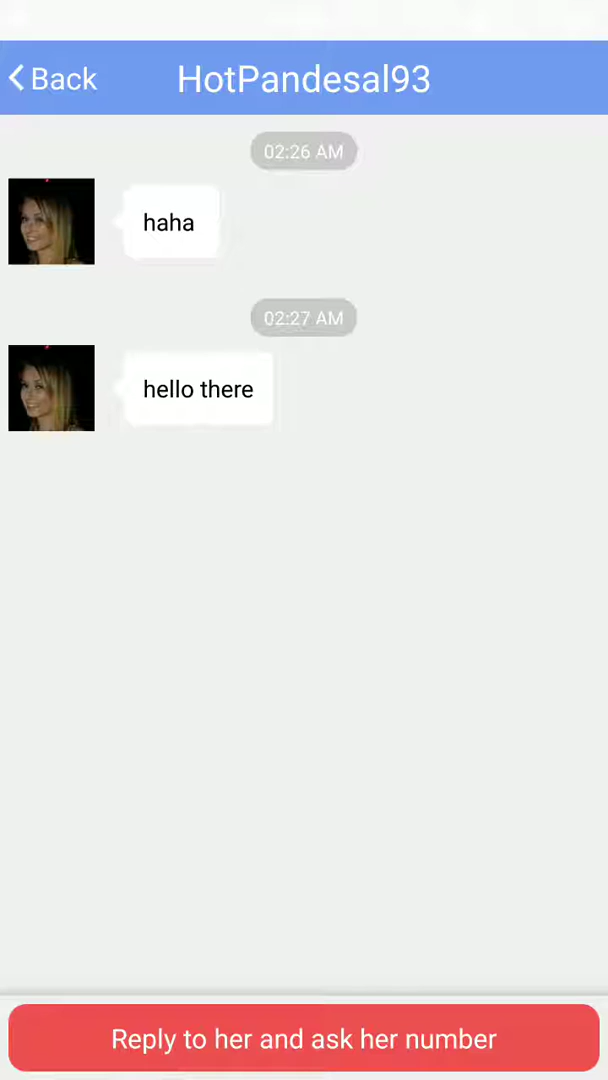 Back
HotPandesal93
02:26 AM
haha
02:27 AM
hello there
Reply to her and ask her number